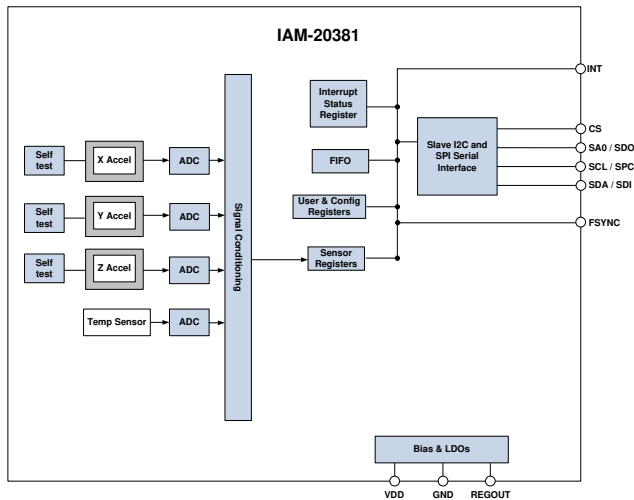 IAM-20381
INT
Interrupt
Status
Register
CS
Slave I2C and
SPI Serial
Interface
SA0 / SDO
SCL / SPC
SDA / SDI
FIFO
User & Config
Registers
FSYNC
Sensor
Registers
Self
test
X Accel
ADC
Self
test
Y Accel
ADC
Self
test
Z Accel
ADC
Temp Sensor
ADC
Signal Conditioning
Bias & LDOs
VDD
GND
REGOUT